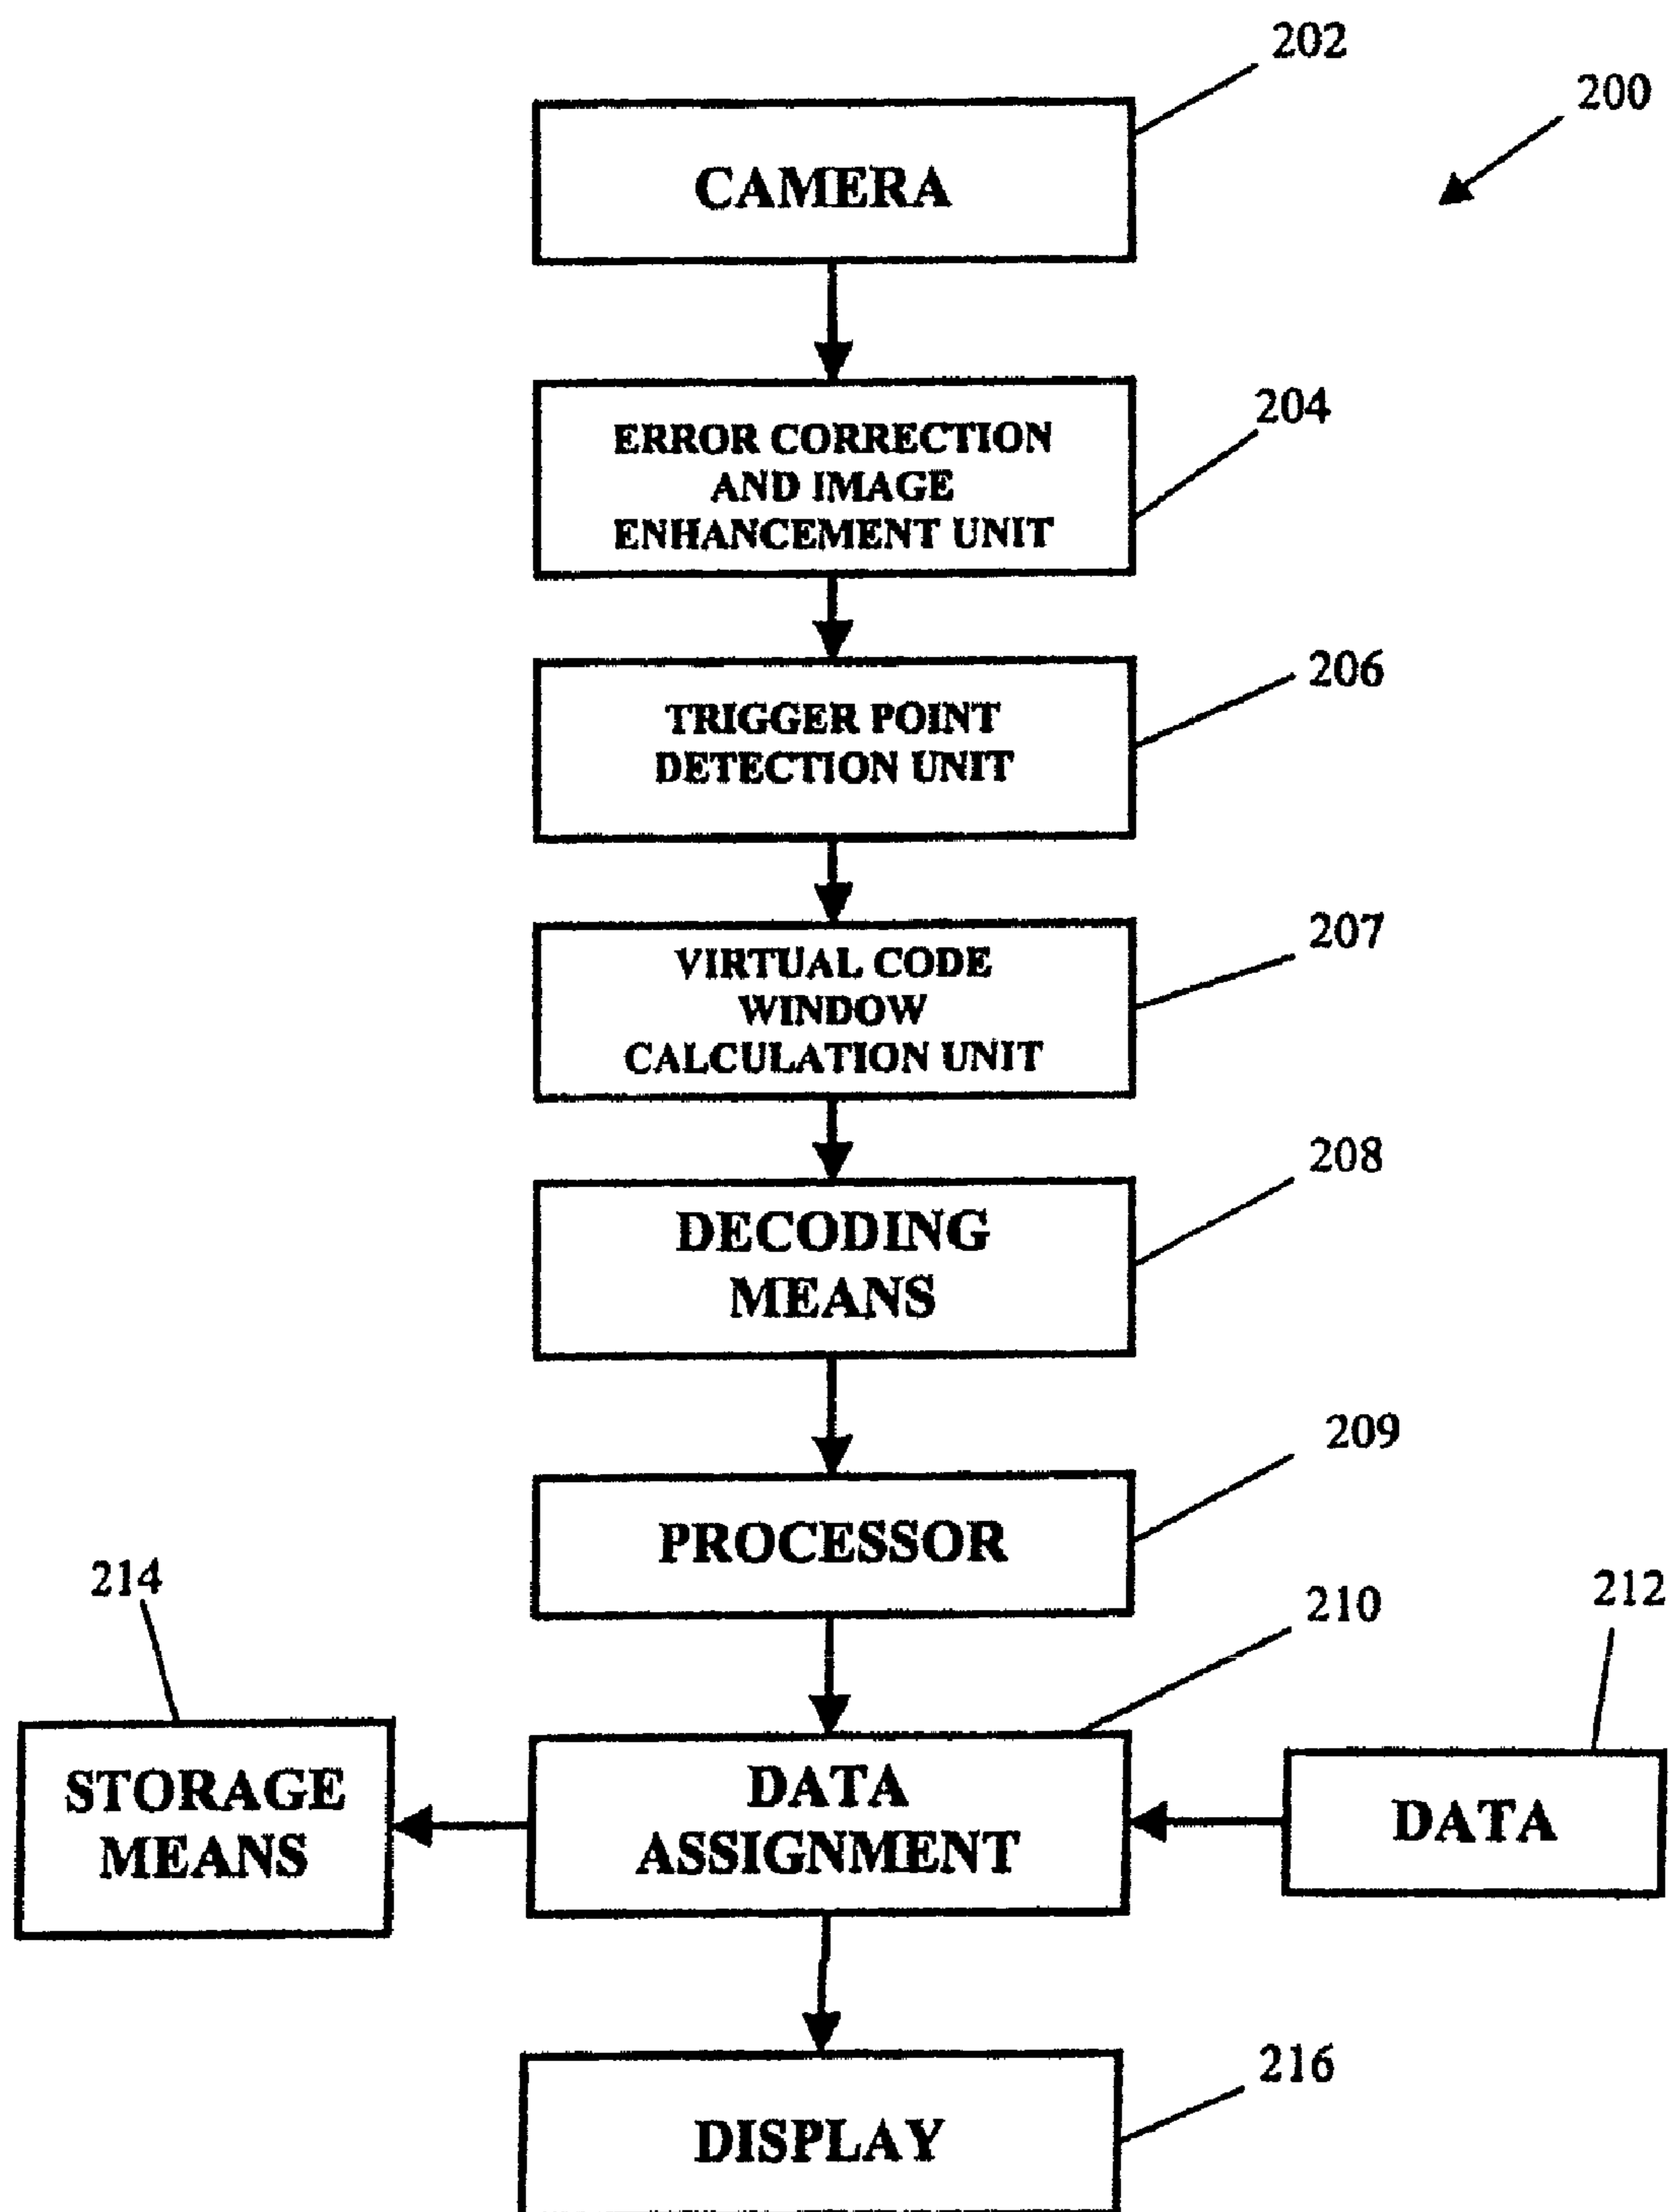 202
200
CAMERA
204
ERROR CORRECTION
AND IMAGE
ENHANCEMENT UNIT
206
TRIGGER POINT
DETECTION UNIT
207
VIRTUAL CODE
WINDOW
CALCULATION UNIT
208
DECODING
MEANS
209
PROCESSOR
214
210
212
STORAGE
MEANS
DATA
ASSIGNMENT
DATA
216
DISPLAY